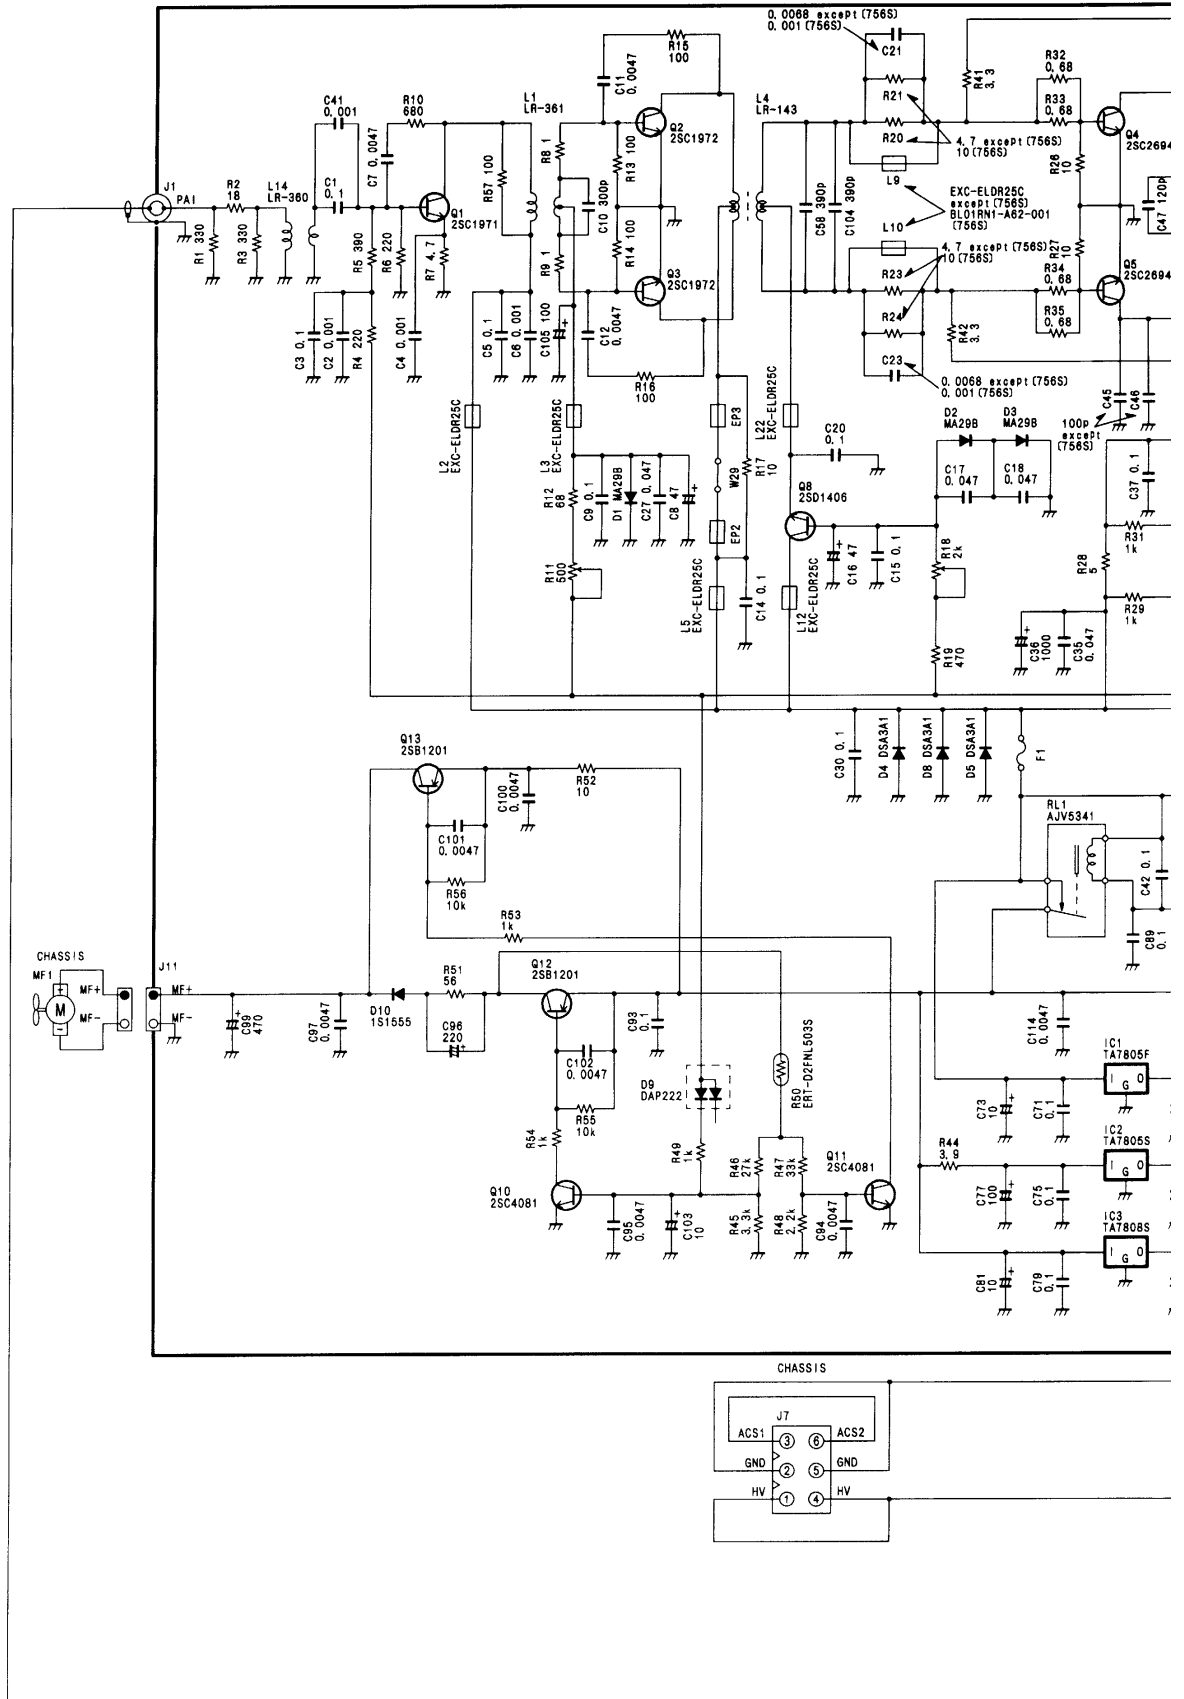 0.0068 except (756S)
0.001 (756S)
C21
R15
100
C11
0.0047
R41
3.3
R32
0.68
R21
L1
LR-361
L4
LR-143
C41
0.001
R10
680
R33
0.68
Q2
2SC1972
R20
4.7 except (756S)
10 (756S)
Q4
2SC2694
C7 0.0047
R57 100
R8 1
R13 100
R26
10
L9
J1
PA1
R2
18
L14
LR-360
C1
0.1
Q1
2SC1971
C10 300p
C58 390p
C104 390p
EXC-ELDR25C
except (756S)
BL01RN1-A62-001
(756S)
C47 120p
L10
R1 330
R3 330
R5 390
R6 220
R7 4.7
R9 1
R14 100
Q3
2SC1972
4.7 except (756S)
10 (756S)
R23
R27
10
R34
0.68
Q5
2SC2694
R24
R35
0.68
R42
3.3
C3 0.1
C2 0.001
R4 220
C4 0.001
C5 0.1
C6 0.001
C105 100
C12
0.0047
R16
100
C23
0.0068 except (756S)
0.001 (756S)
C45
C46
100p
except
(756S)
L2
EXC-ELDR25C
L3
EXC-ELDR25C
EP3
L22
EXC-ELDR25C
C20
0.1
D2
MA29B
D3
MA29B
R12
68
C9 0.1
D1 MA29B
C27 0.047
C8 47
W29
R17
10
Q8
2SD1406
C17
0.047
C18
0.047
C37 0.1
R11
500
EP2
C16 47
C15 0.1
R18
2k
R31
1k
R28
5
L5
EXC-ELDR25C
C14 0.1
L12
EXC-ELDR25C
R29
1k
R19
470
C36
1000
C35
0.047
Q13
2SB1201
C30 0.1
D4 DSA3A1
D8 DSA3A1
D5 DSA3A1
F1
C100
0.0047
R52
10
RL1
AJV5341
C101
0.0047
C42 0.1
R56
10k
R53
1k
C89
0.1
CHASSIS
MF1
MF+
MF-
M
J11
MF+
MF-
Q12
2SB1201
R51
56
D10
1S1555
C99
470
C97
0.0047
C96
220
C93
0.1
C114
0.0047
C102
0.0047
D9
DAP222
R50
ERT-D2FNL503S
IC1
TA7805F
I G O
C73
10
C71
0.1
R55
10k
R54
1k
R49
1k
R46
27k
R47
33k
Q11
2SC4081
R44
3.9
IC2
TA7805S
I G O
Q10
2SC4081
C95
0.0047
C103
10
R45
3.3k
R48
2.2k
C94
0.0047
C77
100
C75
0.1
IC3
TA7808S
I G O
C81
10
C79
0.1
CHASSIS
J7
ACS1 3 6 ACS2
GND 2 5 GND
HV 1 4 HV